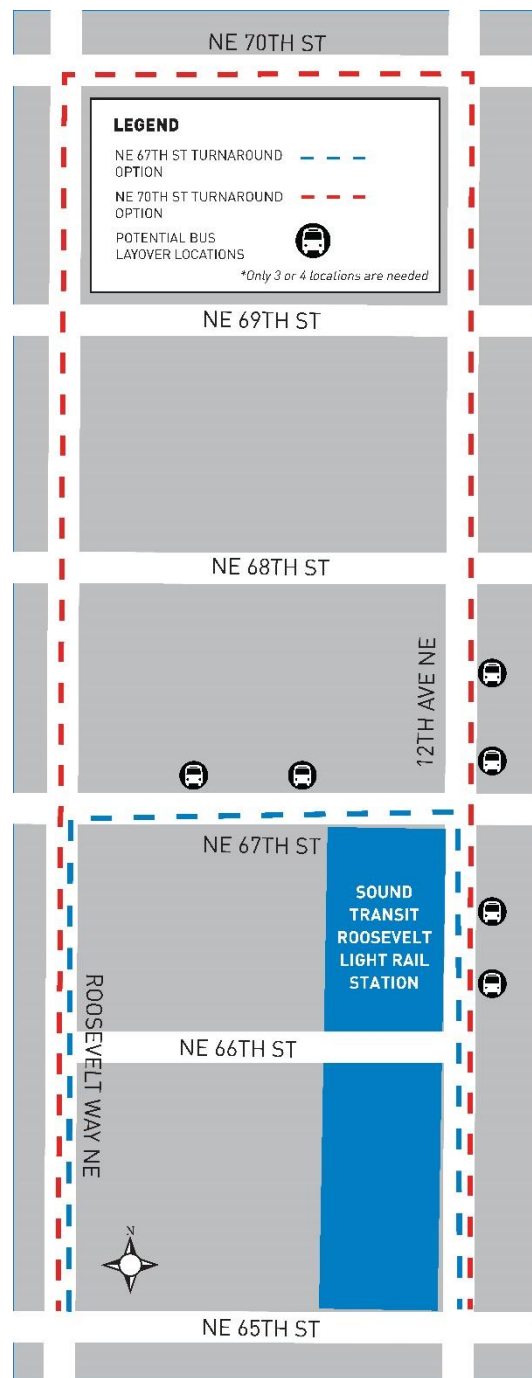 NE 70TH ST
LEGEND
NE 67TH ST TURNAROUND
OPTION
NE 70TH ST TURNAROUND
OPTION
POTENTIAL BUS
LAYOVER LOCATIONS
*Only 3 or 4 locations are needed
NE 69TH ST
NE 68TH ST
12TH AVE NE
NE 67TH ST
SOUND
TRANSIT
ROOSEVELT
LIGHT RAIL
STATION
ROOSEVELT WAY NE
NE 66TH ST
N
NE 65TH ST